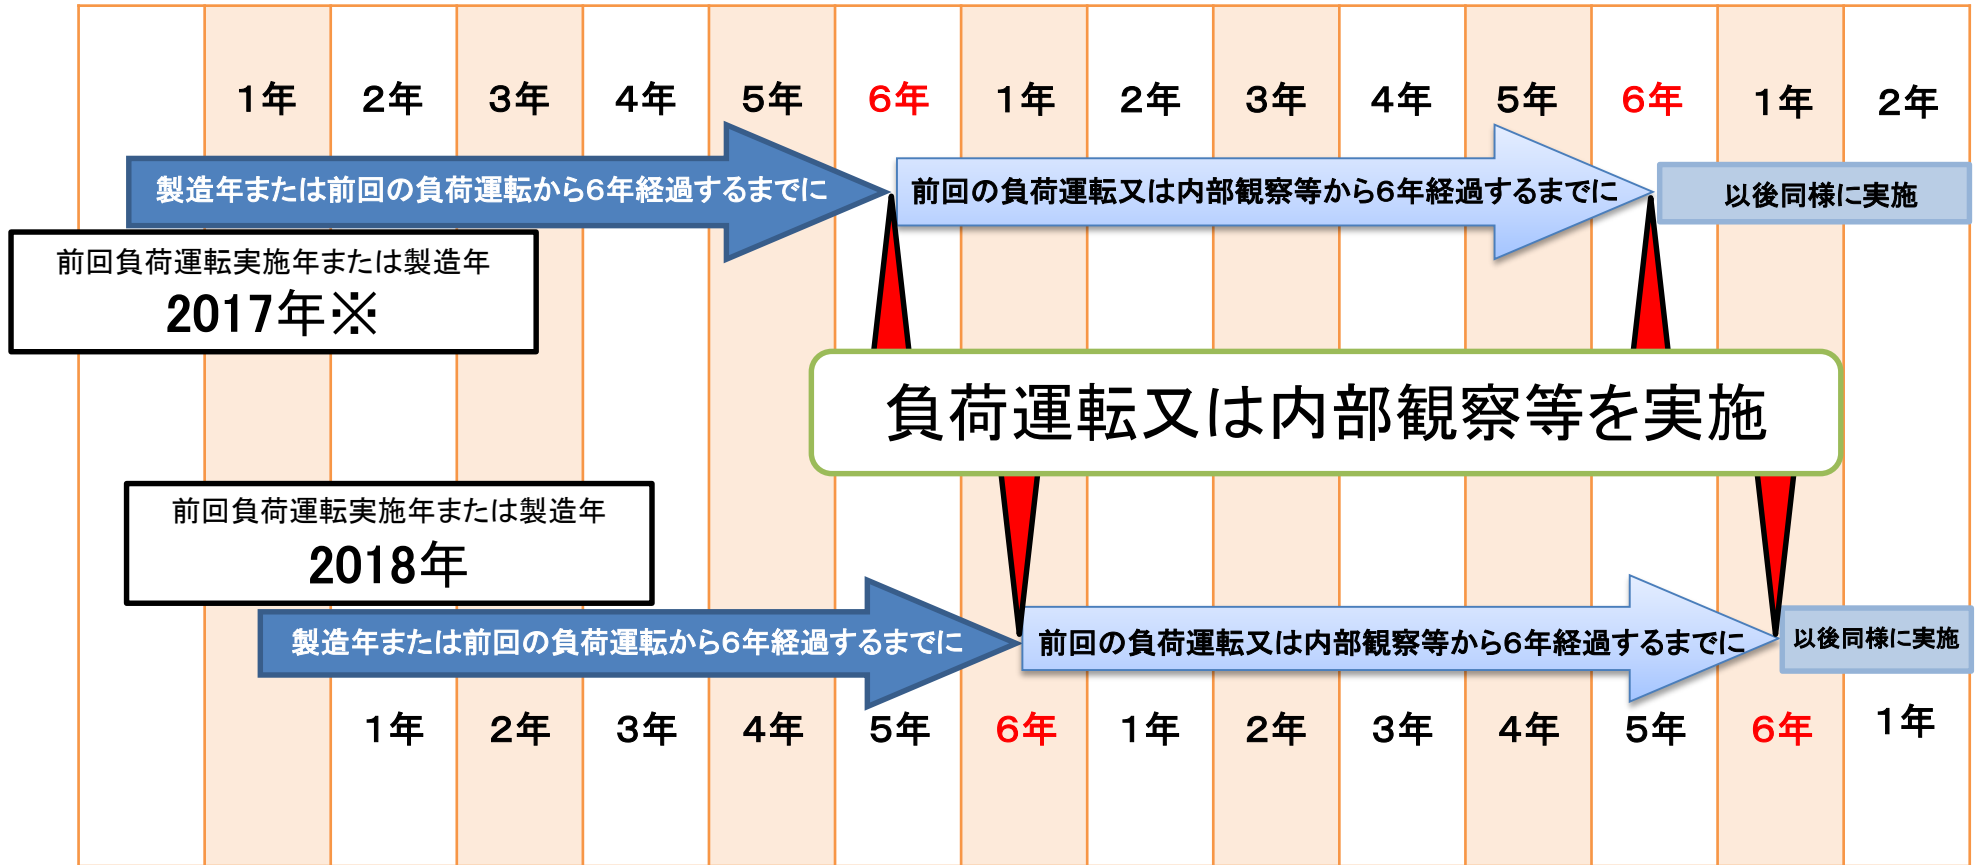 １年 ２年 ３年 ４年 ５年 ６年 １年 ２年 ３年 ４年 ５年 ６年 １年 ２年
製造年または前回の負荷運転から６年経過するまでに 前回の負荷運転又は内部観察等から６年経過するまでに 以後同様に実施
前回負荷運転実施年または製造年
2017年※
負荷運転又は内部観察等を実施
前回負荷運転実施年または製造年
2018年
製造年または前回の負荷運転から６年経過するまでに 前回の負荷運転又は内部観察等から６年経過するまでに 以後同様に実施
１年 ２年 ３年 ４年 ５年 ６年 １年 ２年 ３年 ４年 ５年 ６年 １年